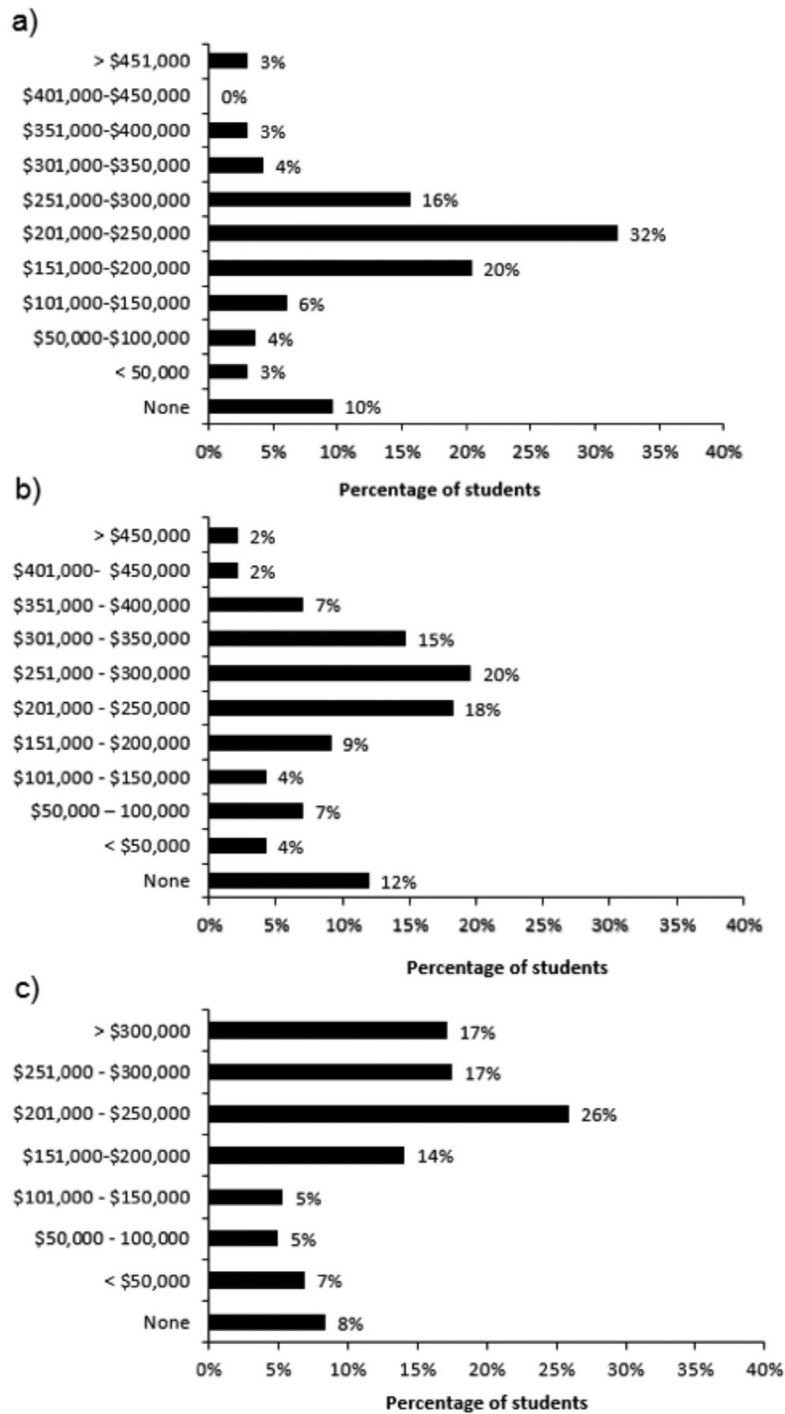 a)
> $451,000 3%
$401,000-$450,000 0%
$351,000-$400,000 3%
$301,000-$350,000 4%
$251,000-$300,000 16%
$201,000-$250,000 32%
$151,000-$200,000 20%
$101,000-$150,000 6%
$50,000-$100,000 4%
< 50,000 3%
None 10%
0% 5% 10% 15% 20% 25% 30% 35% 40%
Percentage of students
b)
> $450,000 2%
$401,000- $450,000 2%
$351,000 - $400,000 7%
$301,000 - $350,000 15%
$251,000 - $300,000 20%
$201,000 - $250,000 18%
$151,000 - $200,000 9%
$101,000 - $150,000 4%
$50,000 – 100,000 7%
< $50,000 4%
None 12%
0% 5% 10% 15% 20% 25% 30% 35% 40%
Percentage of students
c)
> $300,000 17%
$251,000 - $300,000 17%
$201,000 - $250,000 26%
$151,000-$200,000 14%
$101,000 - $150,000 5%
$50,000 - 100,000 5%
< $50,000 7%
None 8%
0% 5% 10% 15% 20% 25% 30% 35% 40%
Percentage of students